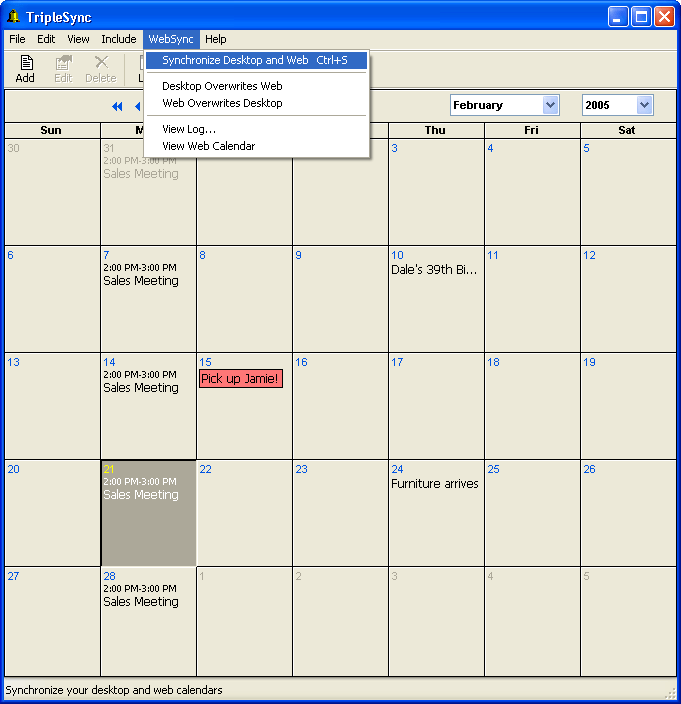 TripleSync
File Edit View Include WebSync Help
Add Edit Delete L
Synchronize Desktop and Web Ctrl+S
Desktop Overwrites Web
Web Overwrites Desktop
View Log...
View Web Calendar
February 2005
Sun M Thu Fri Sat
30 31 3 4 5
2:00 PM-3:00 PM
Sales Meeting
6 7 8 9 10 11 12
2:00 PM-3:00 PM
Sales Meeting
Dale's 39th Bi...
13 14 15 16 17 18 19
2:00 PM-3:00 PM
Sales Meeting
Pick up Jamie!
20 21 22 23 24 25 26
2:00 PM-3:00 PM
Sales Meeting
Furniture arrives
27 28 1 2 3 4 5
2:00 PM-3:00 PM
Sales Meeting
Synchronize your desktop and web calendars